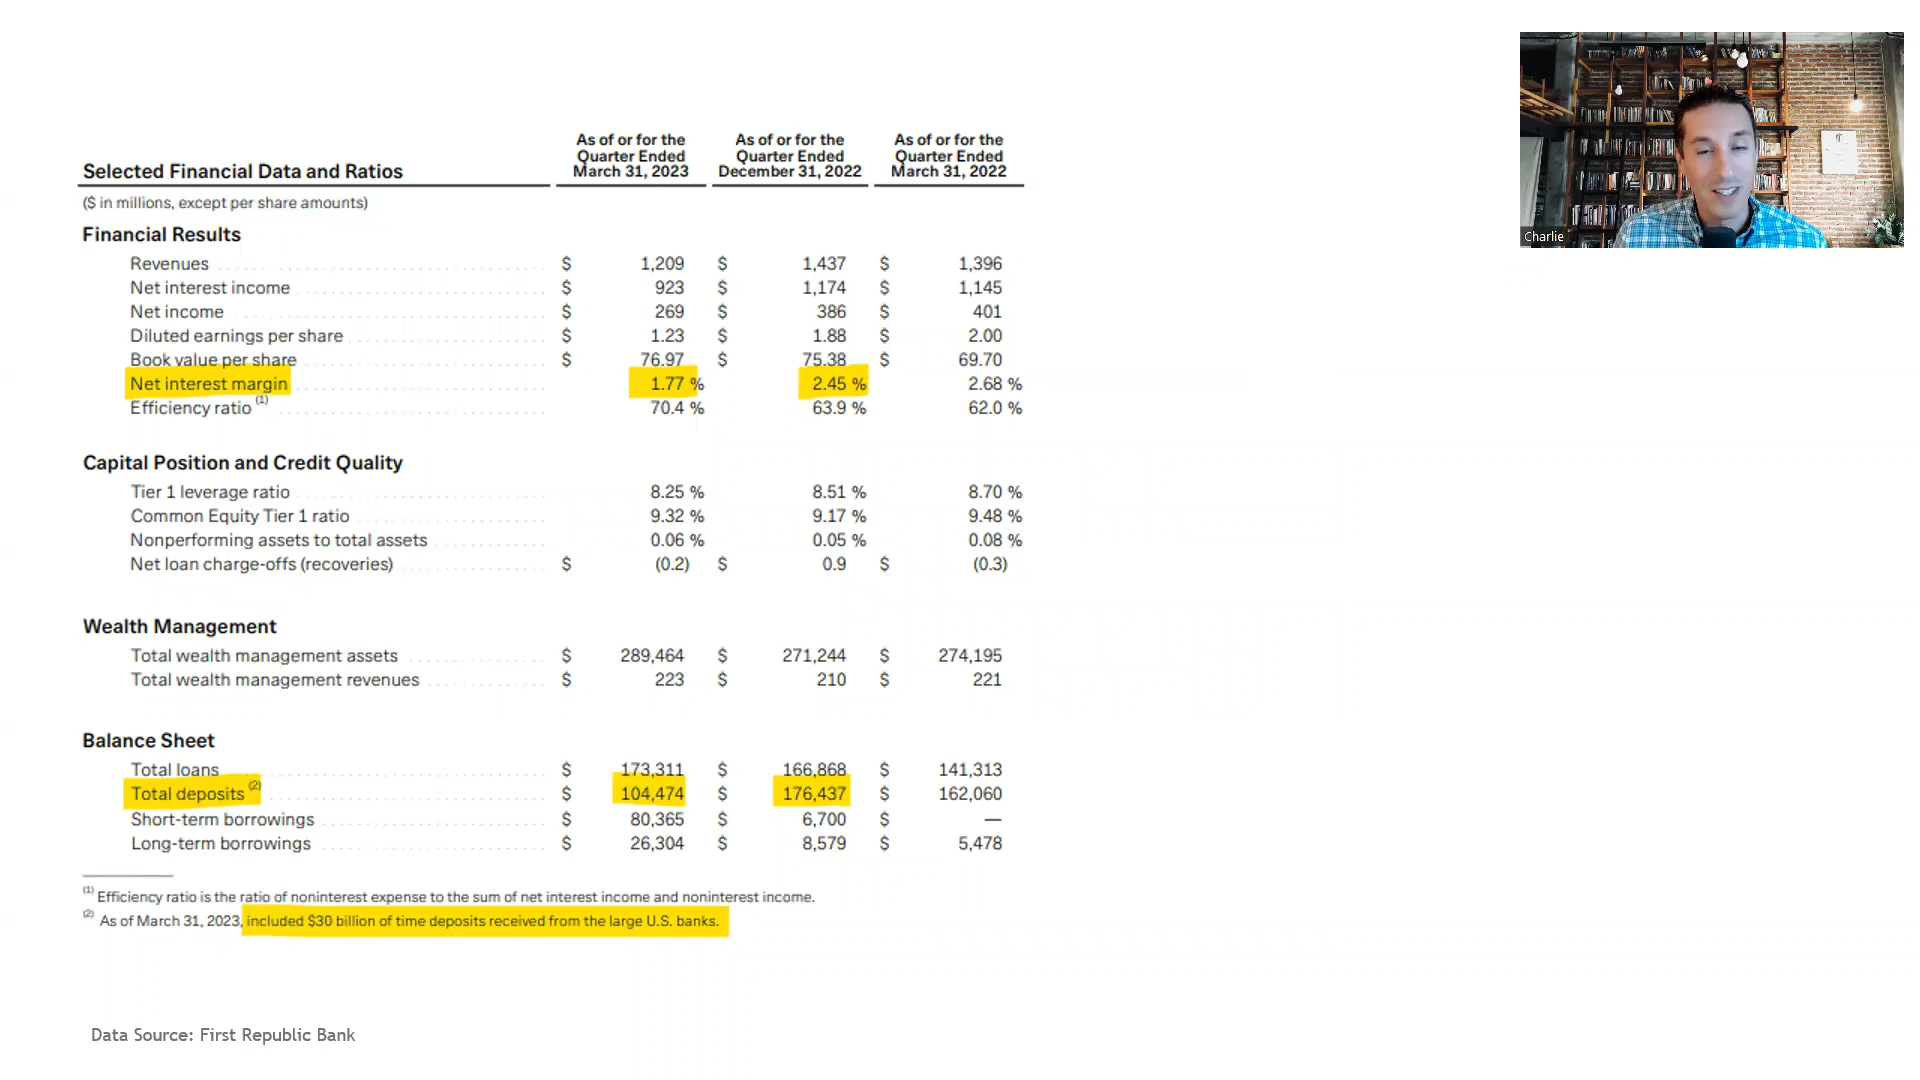 As of or for the Quarter Ended March 31, 2023
As of or for the Quarter Ended December 31, 2022
As of or for the Quarter Ended March 31, 2022
Selected Financial Data and Ratios
($ in millions, except per share amounts)
Financial Results
Revenues $ 1,209 $ 1,437 $ 1,396
Net interest income $ 923 $ 1,174 $ 1,145
Net income $ 269 $ 386 $ 401
Diluted earnings per share $ 1.23 $ 1.88 $ 2.00
Book value per share $ 76.97 $ 75.38 $ 69.70
Net interest margin 1.77 % 2.45 % 2.68 %
Efficiency ratio (1) 70.4 % 63.9 % 62.0 %
Capital Position and Credit Quality
Tier 1 leverage ratio 8.25 % 8.51 % 8.70 %
Common Equity Tier 1 ratio 9.32 % 9.17 % 9.48 %
Nonperforming assets to total assets 0.06 % 0.05 % 0.08 %
Net loan charge-offs (recoveries) $ (0.2) $ 0.9 $ (0.3)
Wealth Management
Total wealth management assets $ 289,464 $ 271,244 $ 274,195
Total wealth management revenues $ 223 $ 210 $ 221
Balance Sheet
Total loans $ 173,311 $ 166,868 $ 141,313
Total deposits (2) $ 104,474 $ 176,437 $ 162,060
Short-term borrowings $ 80,365 $ 6,700 $ —
Long-term borrowings $ 26,304 $ 8,579 $ 5,478
(1) Efficiency ratio is the ratio of noninterest expense to the sum of net interest income and noninterest income.
(2) As of March 31, 2023, included $30 billion of time deposits received from the large U.S. banks.
Data Source: First Republic Bank
Charlie